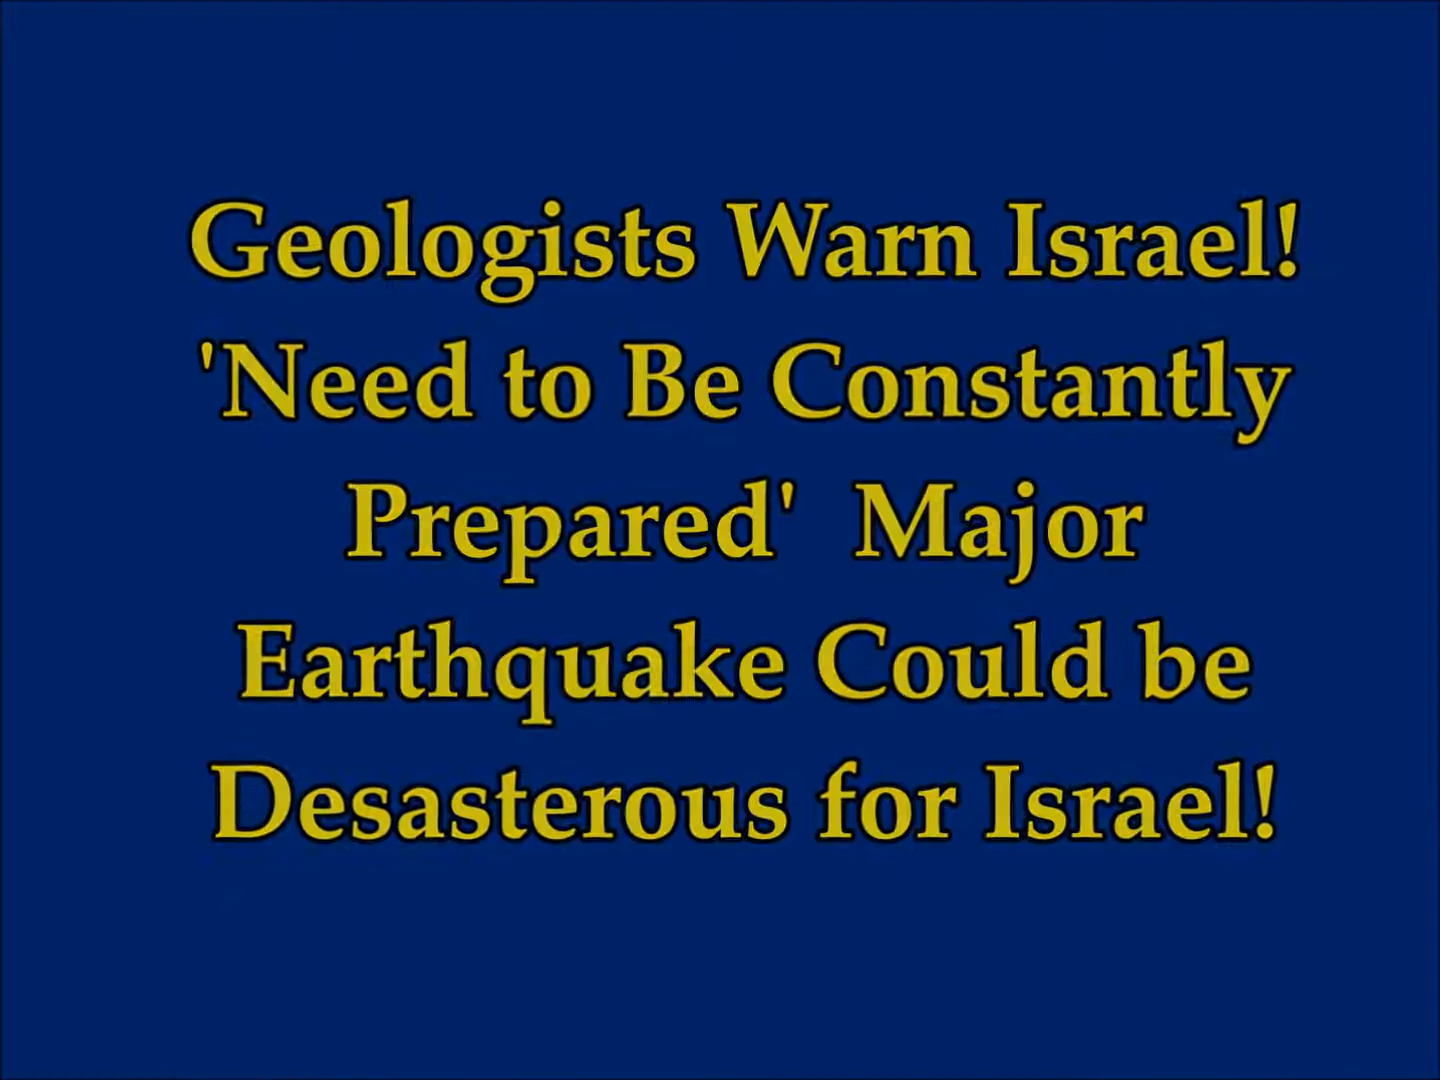 Geologists Warn Israel!
'Need to Be Constantly
Prepared'  Major
Earthquake Could be
Desasterous for Israel!